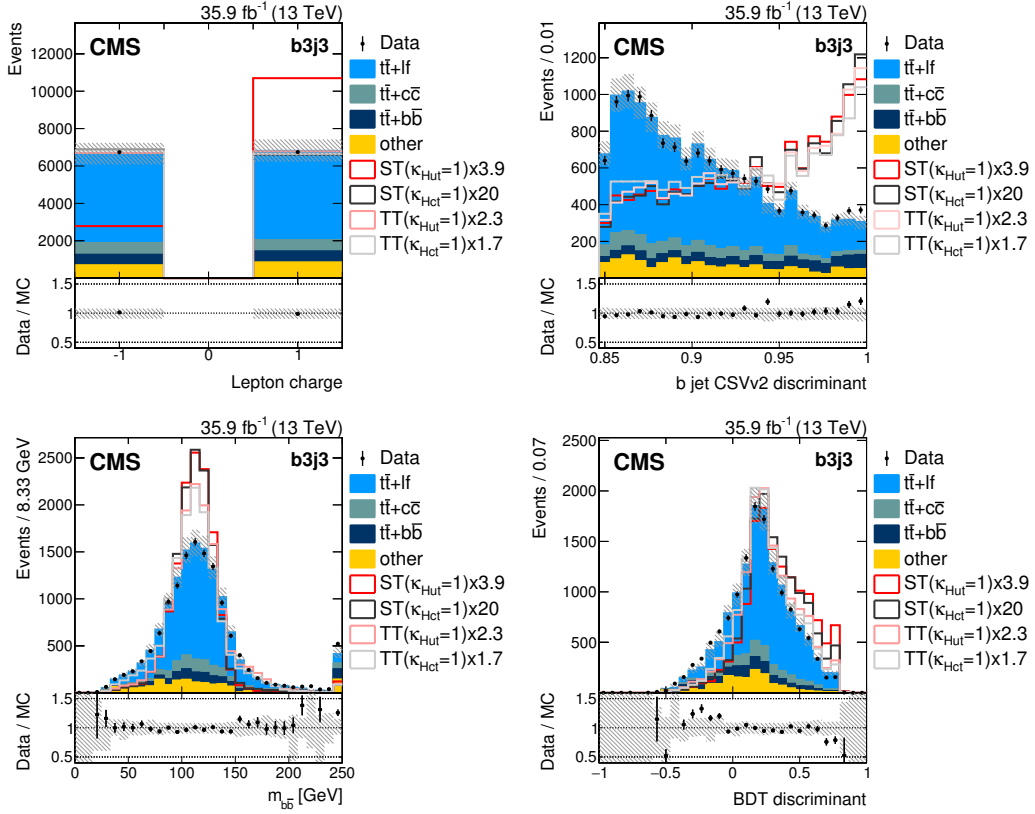 35.9 fb⁻¹ (13 TeV)
CMS b3j3
Events
12000
10000
8000
6000
4000
2000
Data
tt̄+lf
tt̄+cc̄
tt̄+bb̄
other
ST(κHut=1)x3.9
ST(κHct=1)x20
TT(κHut=1)x2.3
TT(κHct=1)x1.7
Data / MC
1.5
1
0.5
-1 0 1
Lepton charge
35.9 fb⁻¹ (13 TeV)
CMS b3j3
Events / 0.01
1200
1000
800
600
400
200
Data
tt̄+lf
tt̄+cc̄
tt̄+bb̄
other
ST(κHut=1)x3.9
ST(κHct=1)x20
TT(κHut=1)x2.3
TT(κHct=1)x1.7
Data / MC
1.5
1
0.5
0.85 0.9 0.95 1
b jet CSVv2 discriminant
35.9 fb⁻¹ (13 TeV)
CMS b3j3
Events / 8.33 GeV
2500
2000
1500
1000
500
Data
tt̄+lf
tt̄+cc̄
tt̄+bb̄
other
ST(κHut=1)x3.9
ST(κHct=1)x20
TT(κHut=1)x2.3
TT(κHct=1)x1.7
Data / MC
1.5
1
0.5
0 50 100 150 200 250
mbb̄ [GeV]
35.9 fb⁻¹ (13 TeV)
CMS b3j3
Events / 0.07
2500
2000
1500
1000
500
Data
tt̄+lf
tt̄+cc̄
tt̄+bb̄
other
ST(κHut=1)x3.9
ST(κHct=1)x20
TT(κHut=1)x2.3
TT(κHct=1)x1.7
Data / MC
1.5
1
0.5
−1 −0.5 0 0.5 1
BDT discriminant